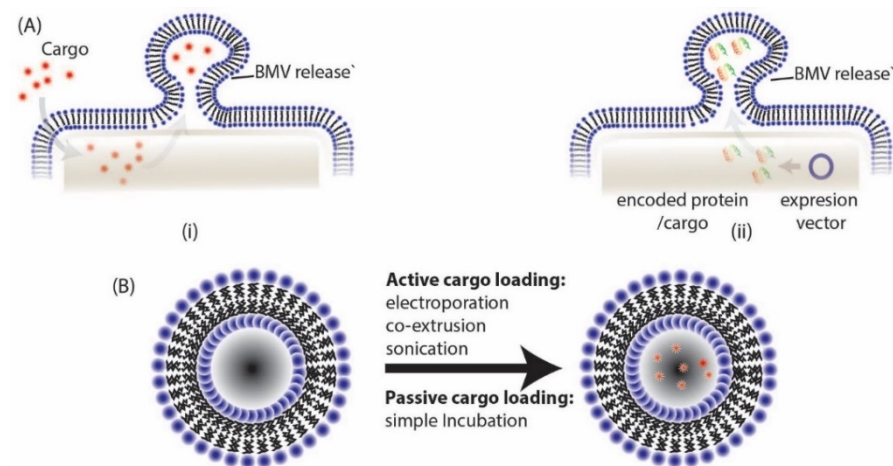 (A)
Cargo
BMV release`
(i)
BMV release`
encoded protein
/cargo
expresion
vector
(ii)
(B)
Active cargo loading:
electroporation
co-extrusion
sonication
Passive cargo loading:
simple Incubation